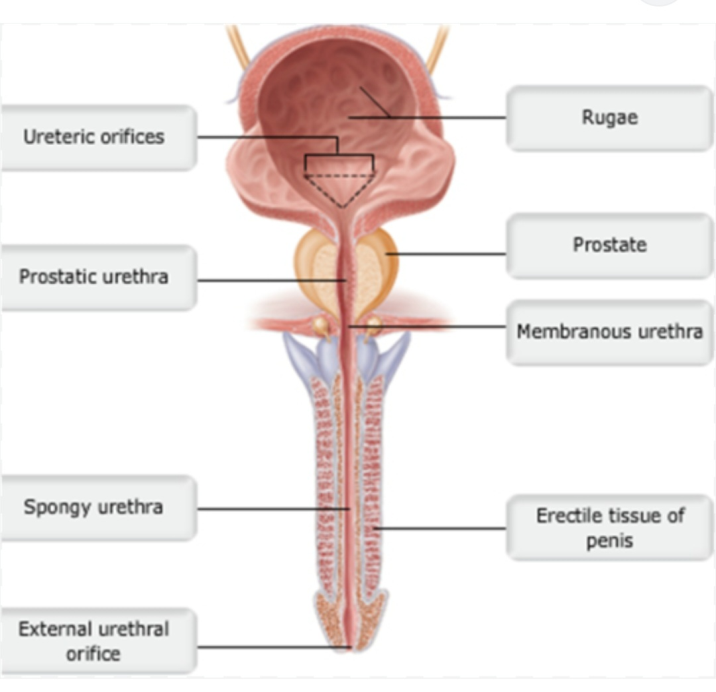 Ureteric orifices
Rugae
Prostatic urethra
Prostate
Membranous urethra
Spongy urethra
Erectile tissue of
penis
External urethral
orifice